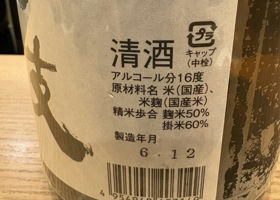 清酒
プラ
キャップ
(中栓)
アルコール分16度
原材料名 米(国産)、
米麹(国産米)
精米歩合 麹米50%
掛米60%
製造年月
6.12